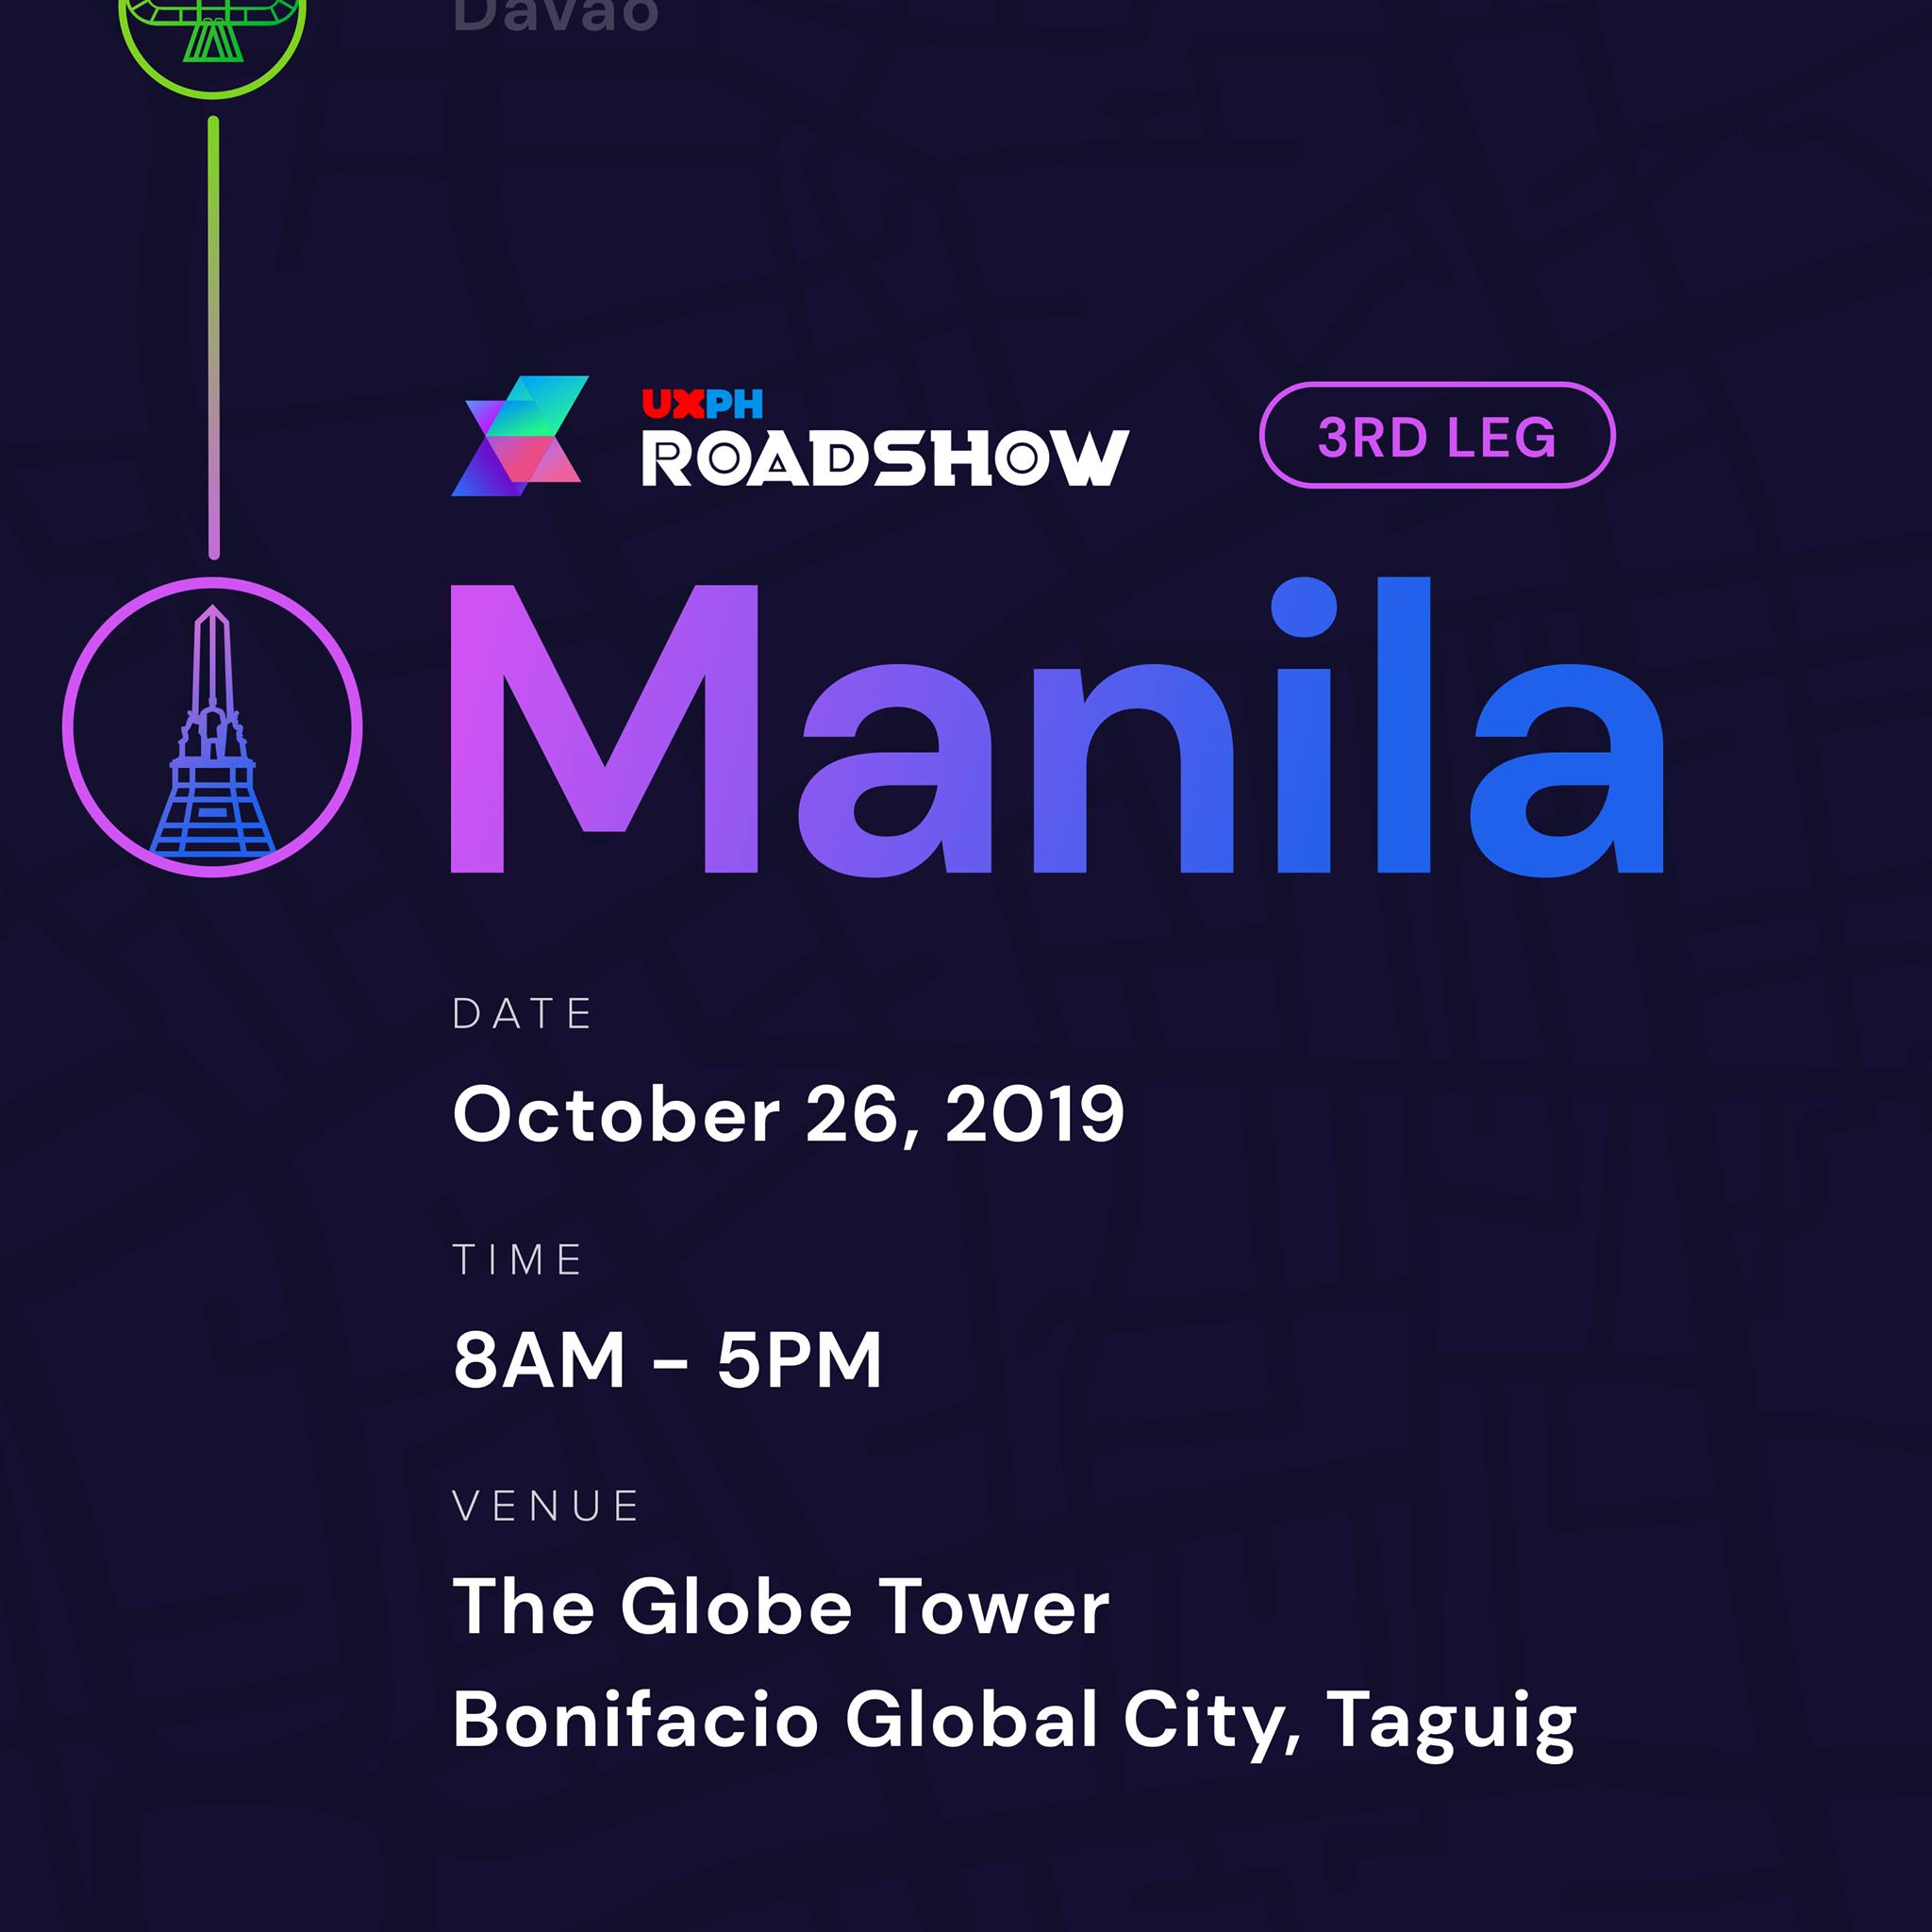 Davao
UXPH
ROADSHOW
3RD LEG
Manila
DATE
October 26, 2019
TIME
8AM – 5PM
VENUE
The Globe Tower
Bonifacio Global City, Taguig